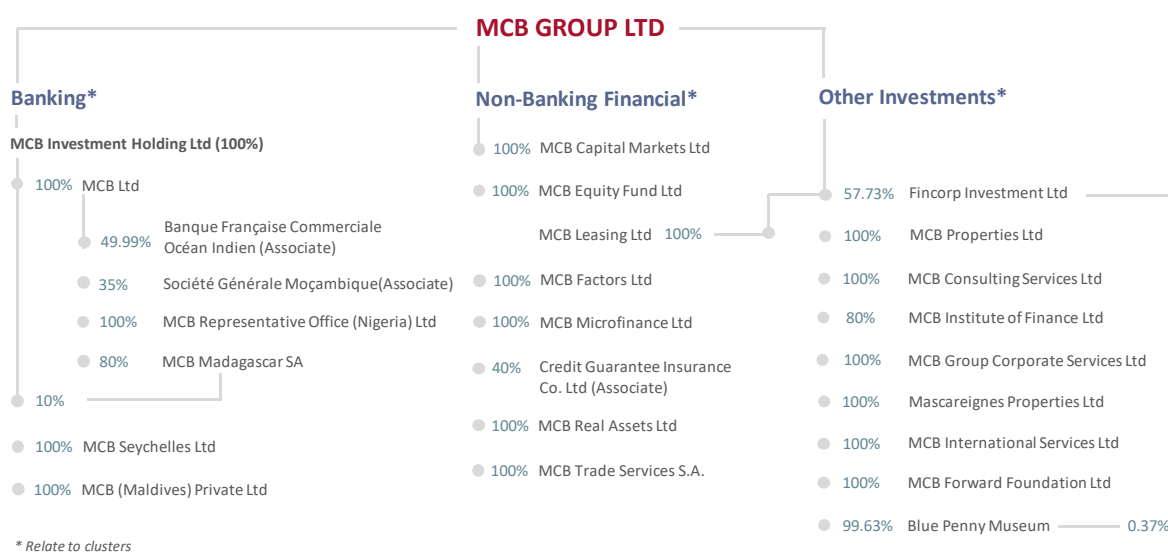 MCB GROUP LTD
Banking*
MCB Investment Holding Ltd (100%)
100% MCB Ltd
49.99% Banque Française Commerciale
Océan Indien (Associate)
35% Société Générale Moçambique(Associate)
100% MCB Representative Office (Nigeria) Ltd
80% MCB Madagascar SA
10%
100% MCB Seychelles Ltd
100% MCB (Maldives) Private Ltd
Non-Banking Financial*
100% MCB Capital Markets Ltd
100% MCB Equity Fund Ltd
MCB Leasing Ltd 100%
100% MCB Factors Ltd
100% MCB Microfinance Ltd
40% Credit Guarantee Insurance
Co. Ltd (Associate)
100% MCB Real Assets Ltd
100% MCB Trade Services S.A.
Other Investments*
57.73% Fincorp Investment Ltd
100% MCB Properties Ltd
100% MCB Consulting Services Ltd
80% MCB Institute of Finance Ltd
100% MCB Group Corporate Services Ltd
100% Mascareignes Properties Ltd
100% MCB International Services Ltd
100% MCB Forward Foundation Ltd
99.63% Blue Penny Museum 0.37%
* Relate to clusters